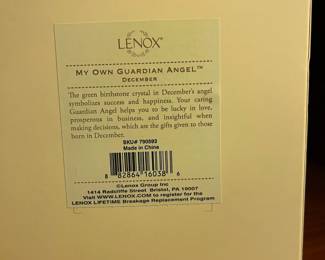 LENOX®
MY OWN GUARDIAN ANGEL™
DECEMBER
The green birthstone crystal in December's angel
symbolizes success and happiness. Your caring
Guardian Angel helps you to be lucky in love,
prosperous in business, and insightful when
making decisions, which are the gifts given to those
born in December.
SKU# 790892
Made in China
8 82864 16038 6
©Lenox Group Inc
1414 Radcliffe Street Bristol, PA 19007
Visit WWW.LENOX.COM to register for the
LENOX LIFETIME Breakage Replacement Program